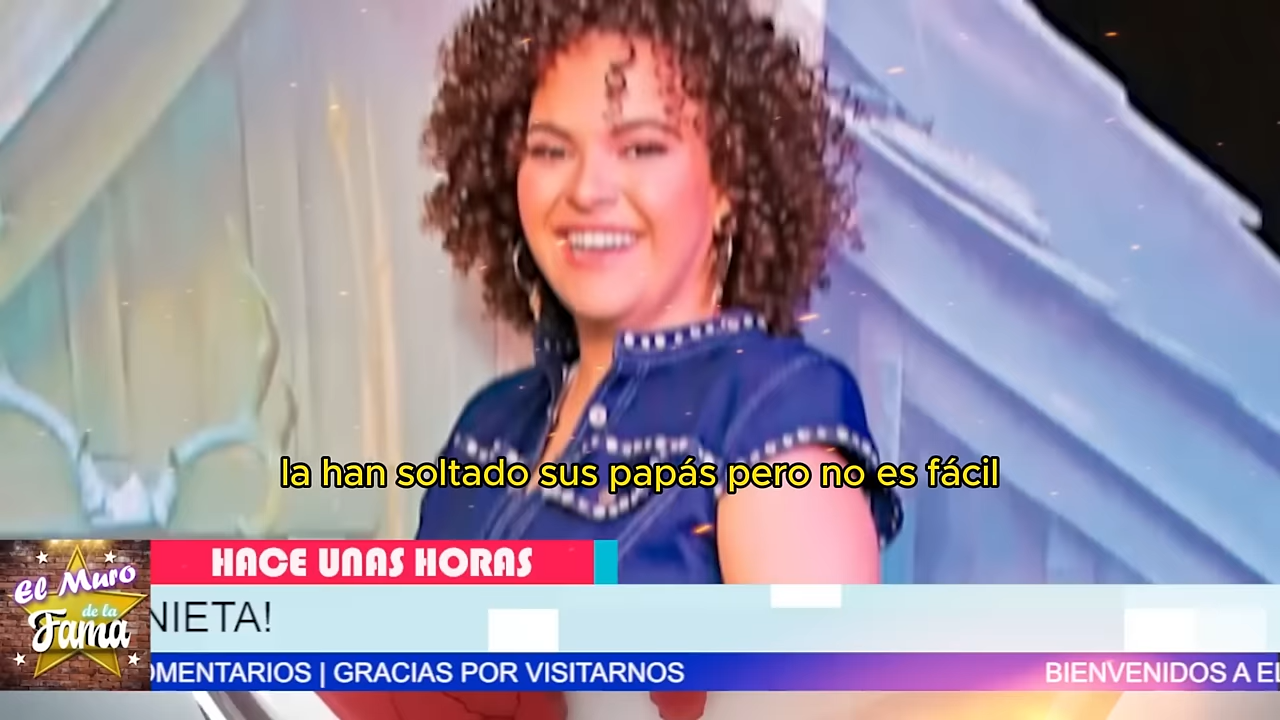 la han soltado sus papás pero no es fácil
HACE UNAS HORAS
El Muro
de la
Fama
NIETA!
OMENTARIOS | GRACIAS POR VISITARNOS
BIENVENIDOS A EL